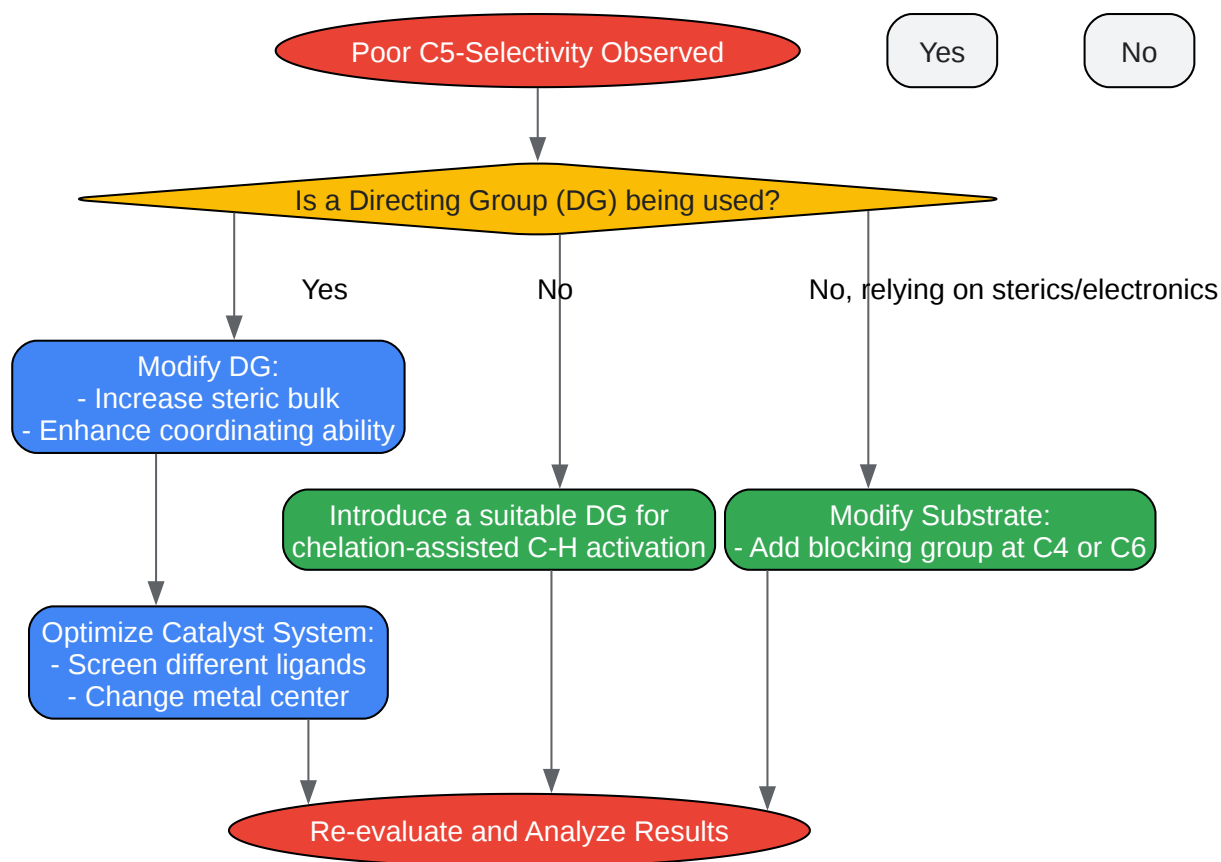 Poor C5-Selectivity Observed
Yes
No
Is a Directing Group (DG) being used?
Yes
No
No, relying on sterics/electronics
Modify DG:
- Increase steric bulk
- Enhance coordinating ability
Introduce a suitable DG for
chelation-assisted C-H activation
Modify Substrate:
- Add blocking group at C4 or C6
Optimize Catalyst System:
- Screen different ligands
- Change metal center
Re-evaluate and Analyze Results